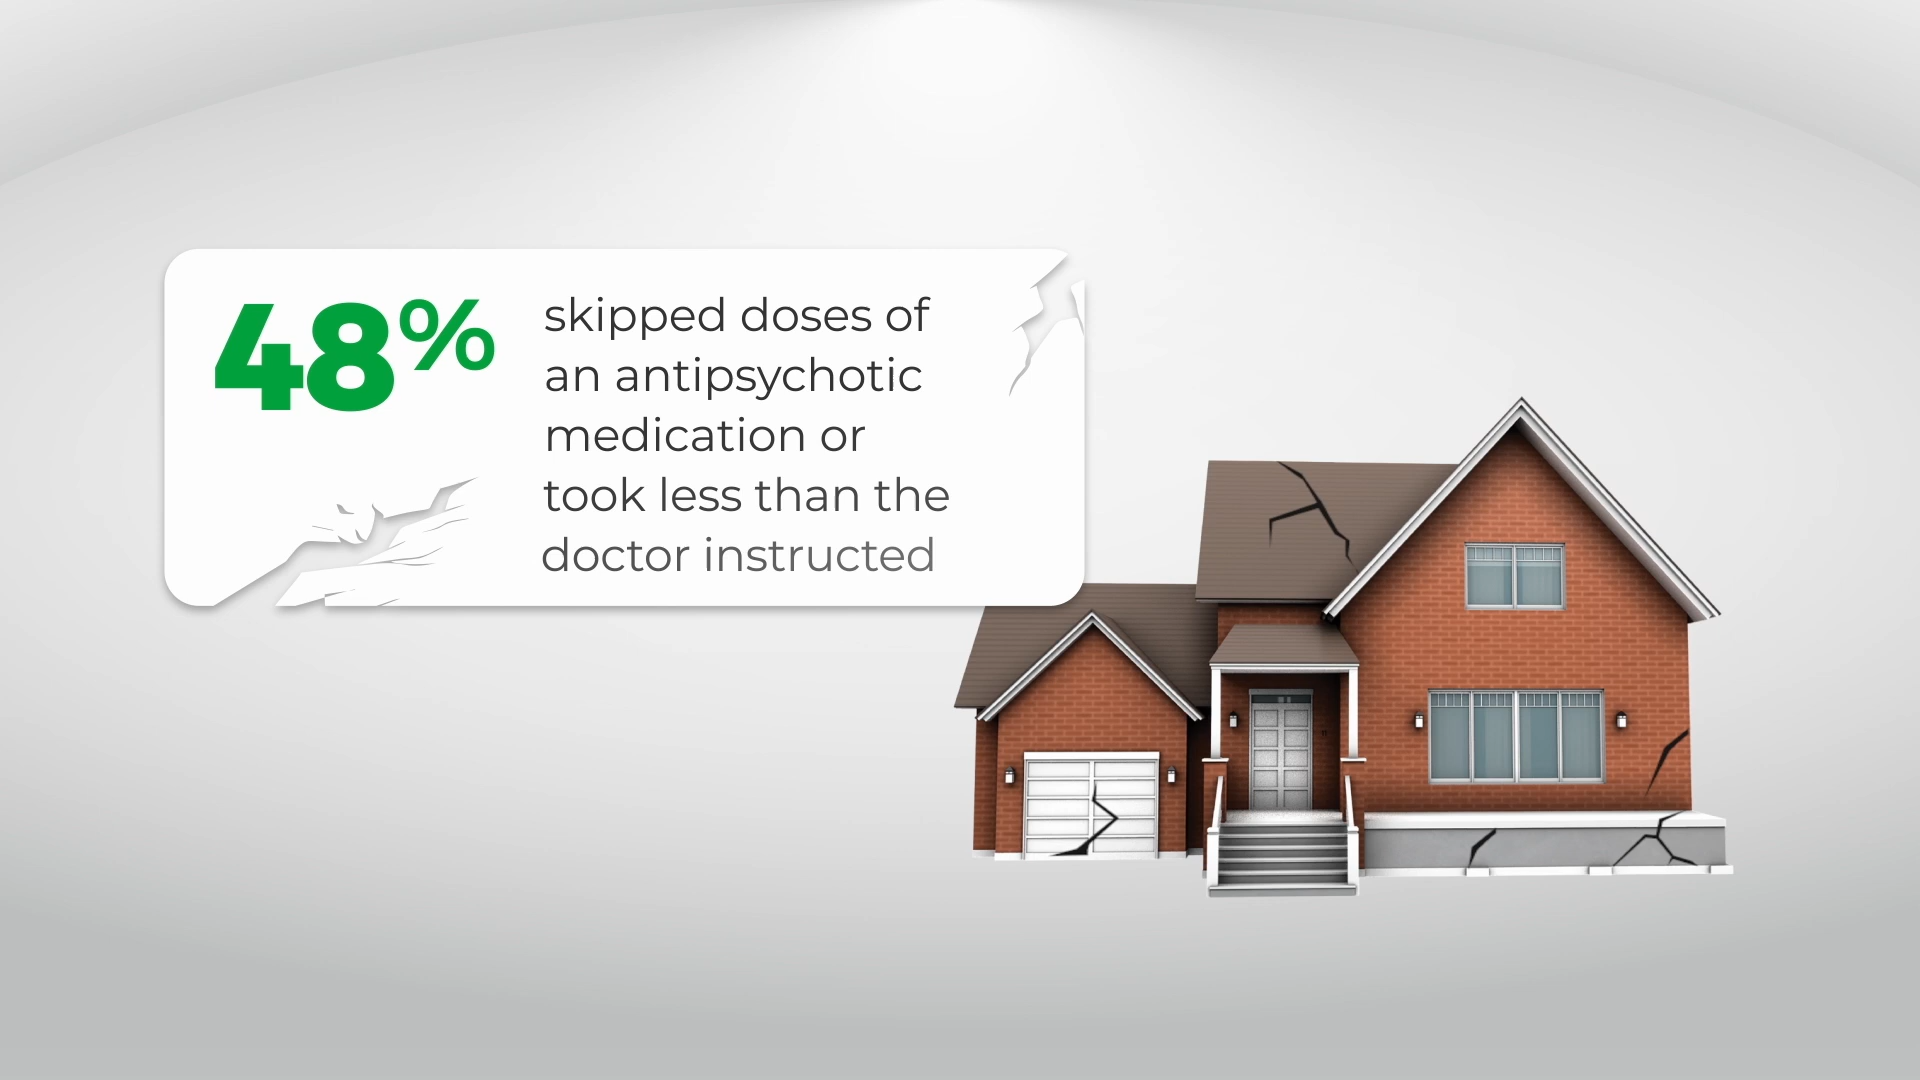 48%
skipped doses of
an antipsychotic
medication or
took less than the
doctor instructed